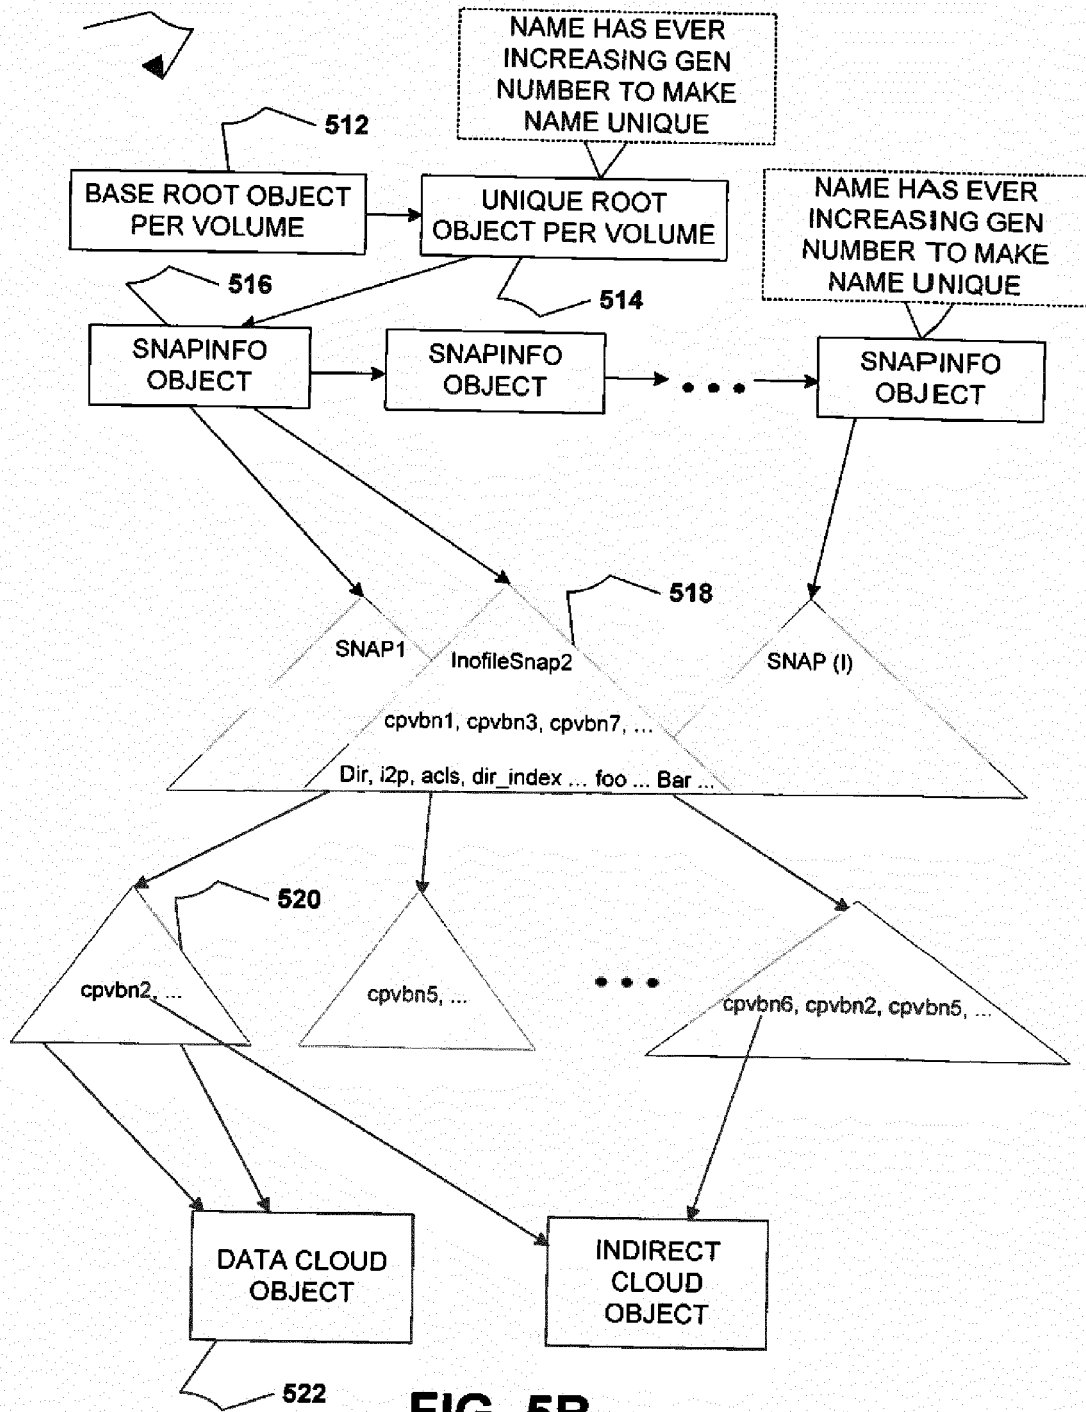 NAME HAS EVER
INCREASING GEN
NUMBER TO MAKE
NAME UNIQUE
512
BASE ROOT OBJECT
PER VOLUME
UNIQUE ROOT
OBJECT PER VOLUME
NAME HAS EVER
INCREASING GEN
NUMBER TO MAKE
NAME UNIQUE
516
514
SNAPINFO
OBJECT
SNAPINFO
OBJECT
SNAPINFO
OBJECT
518
SNAP1
InofileSnap2
SNAP (I)
cpvbn1, cpvbn3, cpvbn7, ...
Dir, i2p, acls, dir_index ... foo ... Bar ...
520
cpvbn2, ...
cpvbn5, ...
cpvbn6, cpvbn2, cpvbn5, ...
DATA CLOUD
OBJECT
INDIRECT
CLOUD
OBJECT
522
FIG. 5B